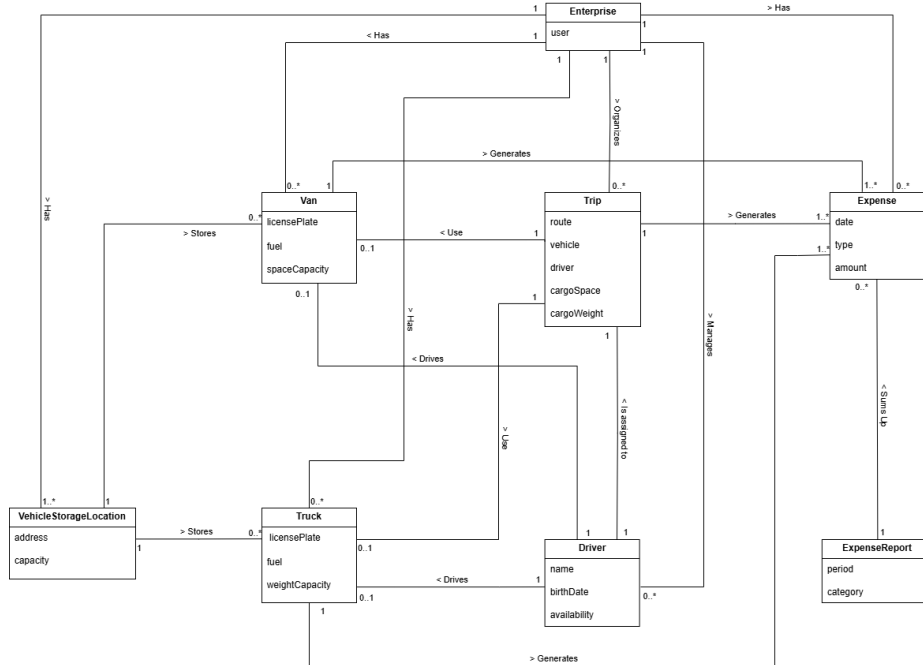 Enterprise
user
1
> Has
1
1
> Has
0..*
< Has
1
0..*
1
1
1
> Organizes
0..*
> Generates
1
1..*
> Has
1..*
Van
licensePlate
fuel
spaceCapacity
Trip
route
vehicle
driver
cargoSpace
cargoWeight
Expense
date
type
amount
0..*
> Stores
1
< Use
0..1
1
> Generates
1
1..*
1..*
0..*
0..1
< Drives
1
> Has
0..*
1
> Use
0..1
1
< Is assigned to
1
> Manages
0..*
< Sums Up
1
VehicleStorageLocation
address
capacity
1
> Stores
0..*
Truck
licensePlate
fuel
weightCapacity
< Drives
0..1
1
Driver
name
birthDate
availability
ExpenseReport
period
category
1
> Generates